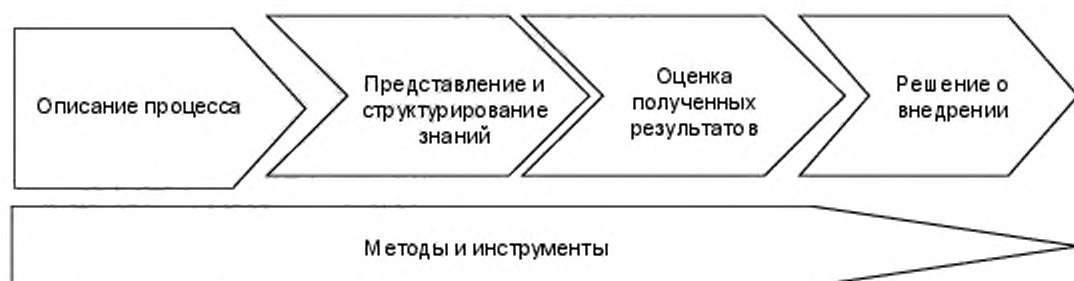 Описание процесса
Представление и
структурирование
знаний
Оценка
полученных
результатов
Решение о
внедрении
Методы и инструменты